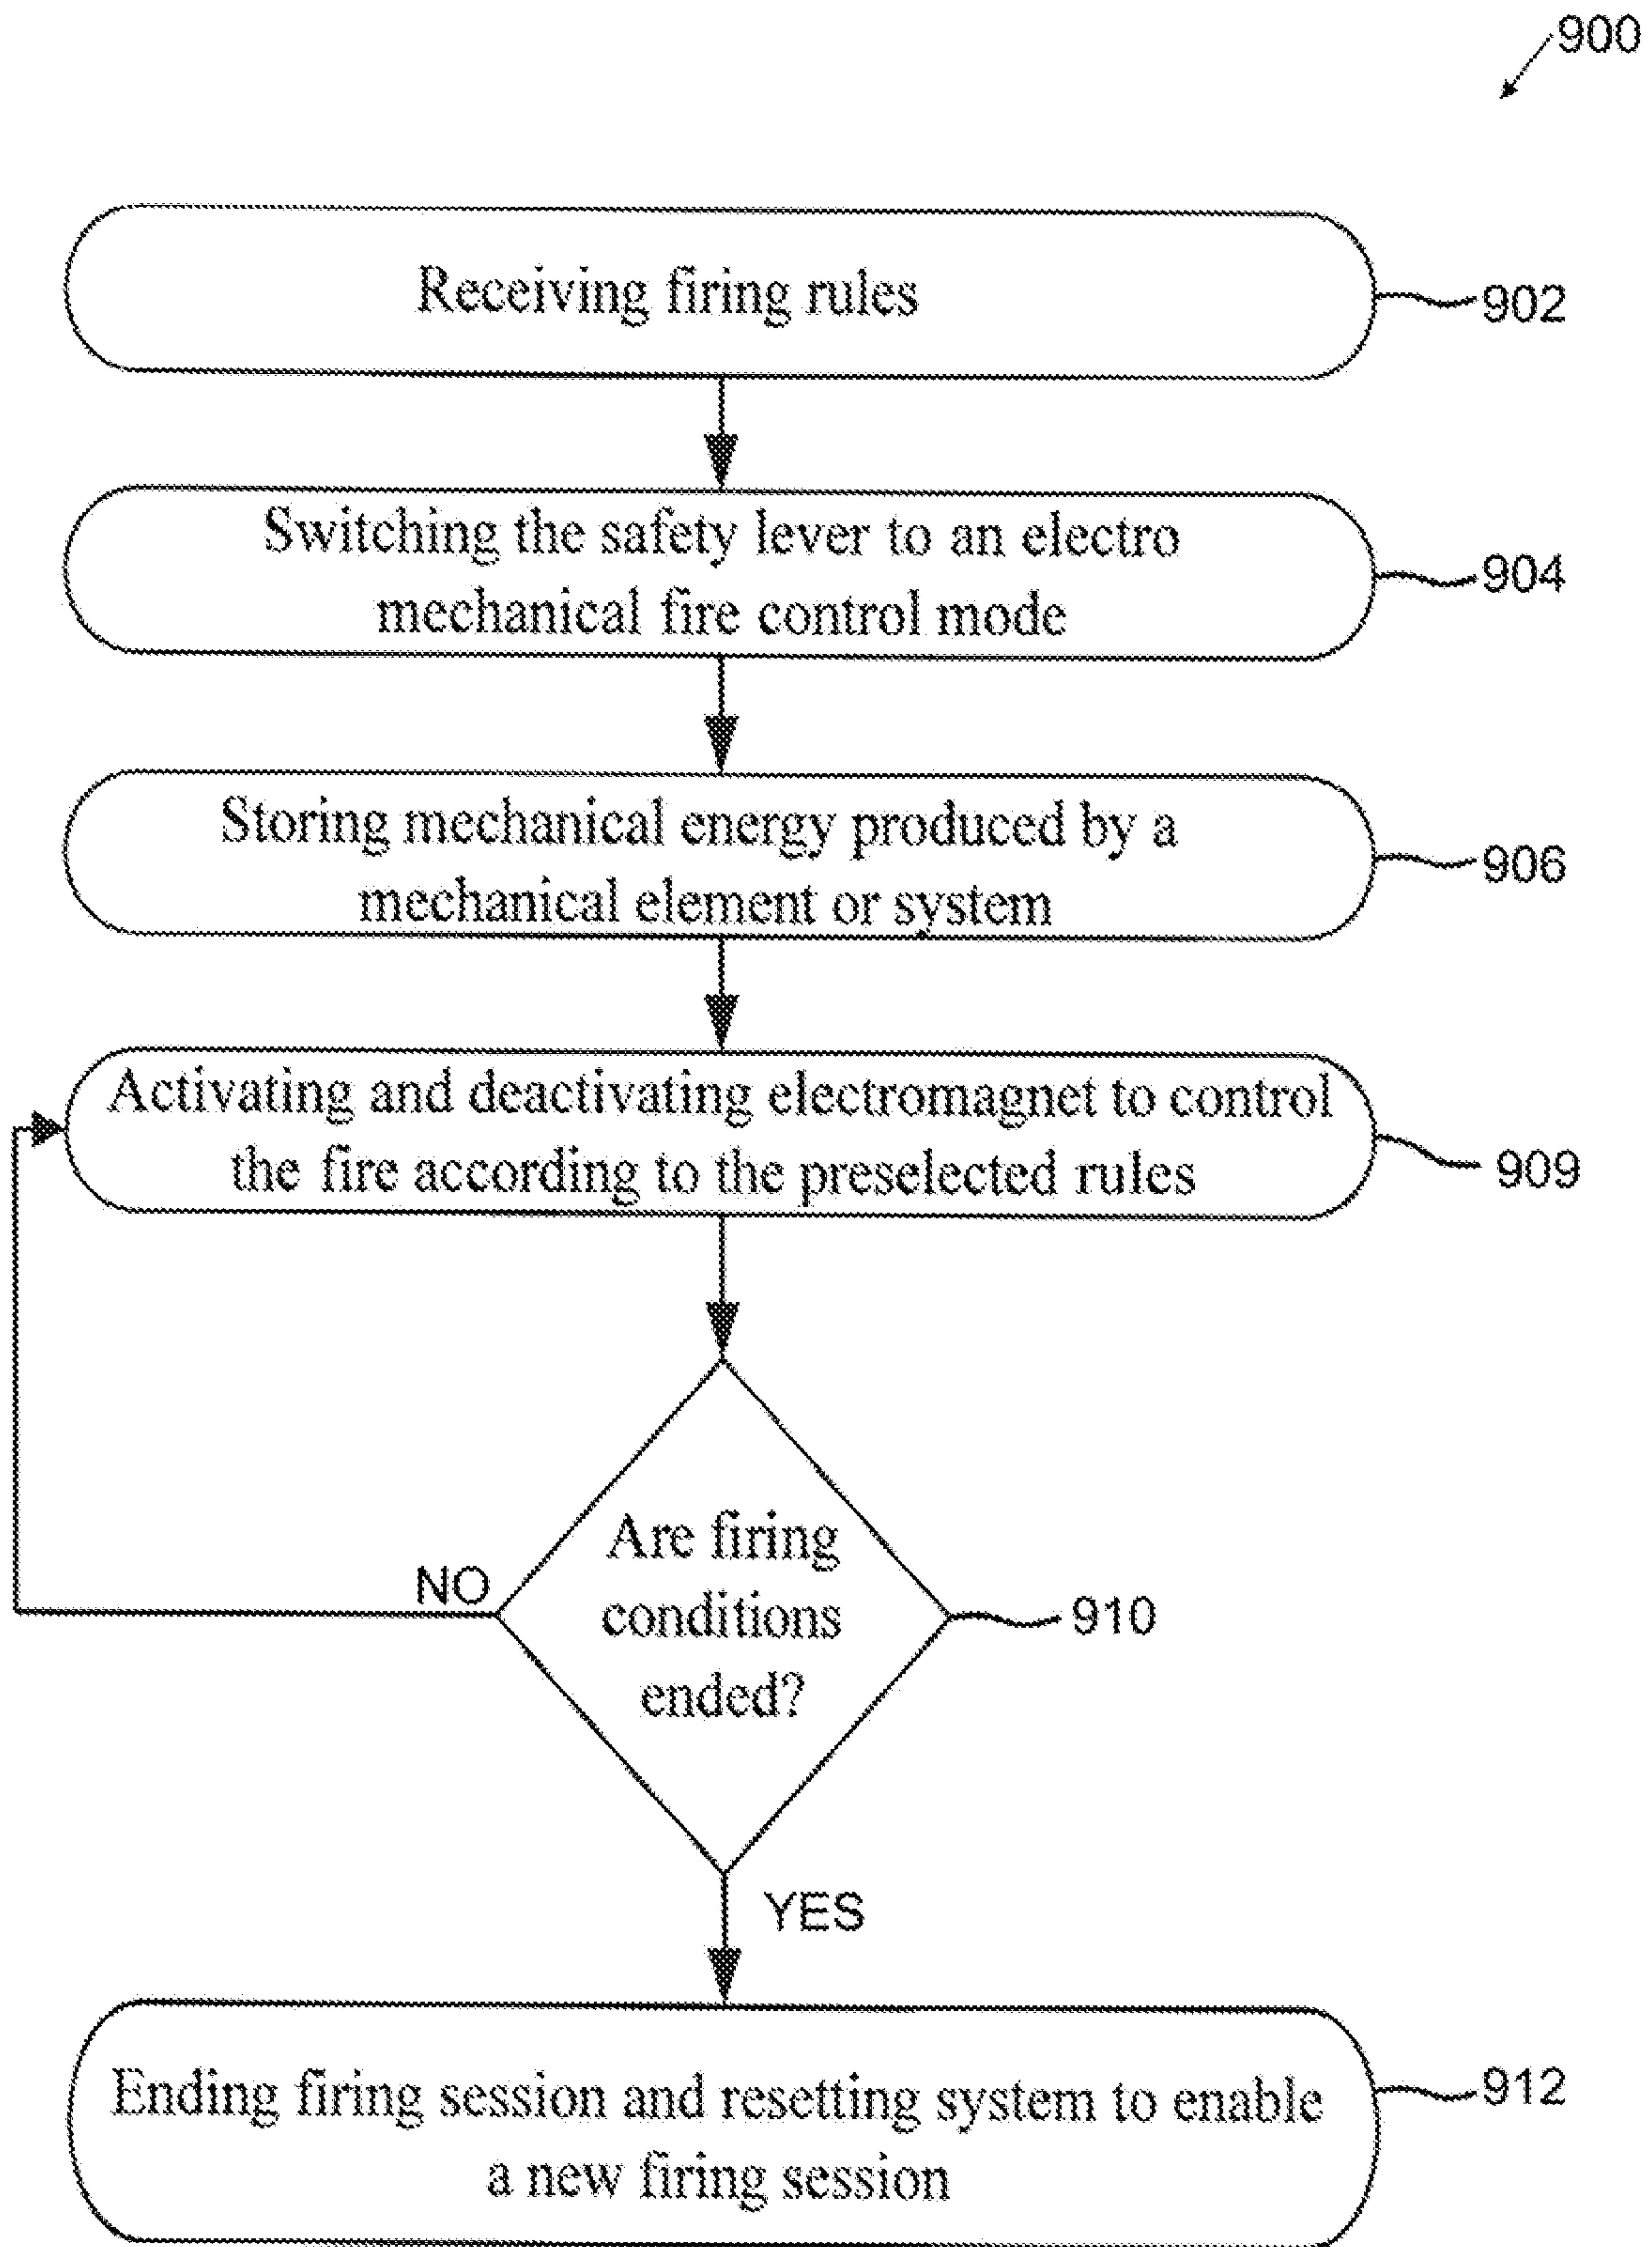 900
Receiving firing rules
902
Switching the safety lever to an electro
mechanical fire control mode
904
Storing mechanical energy produced by a
mechanical element or system
906
Activating and deactivating electromagnet to control
the fire according to the preselected rules
909
Are firing
conditions
ended?
NO
910
YES
Ending firing session and resetting system to enable
a new firing session
912